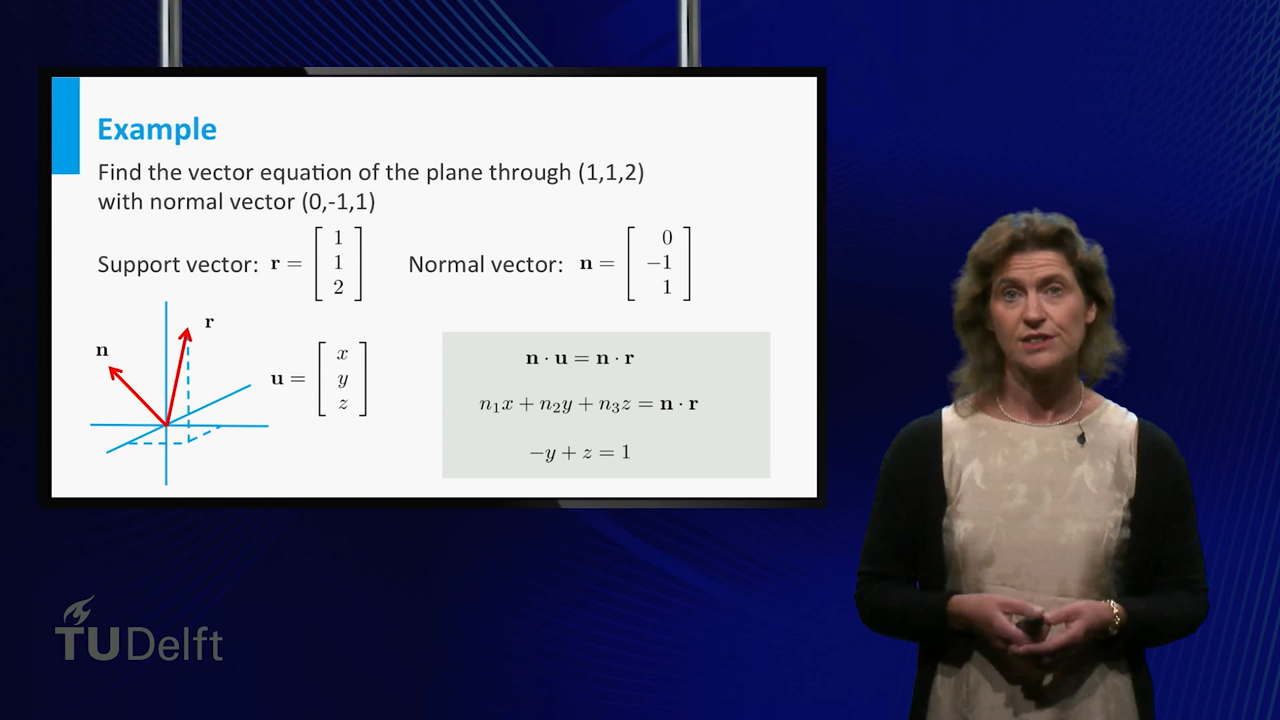 Example
Find the vector equation of the plane through (1,1,2)
with normal vector (0,-1,1)
Support vector: r = [ 1 1 2 ] Normal vector: n = [ 0 −1 1 ]
r
n
u = [ x y z ]
n · u = n · r
n₁x + n₂y + n₃z = n · r
−y + z = 1
TUDelft